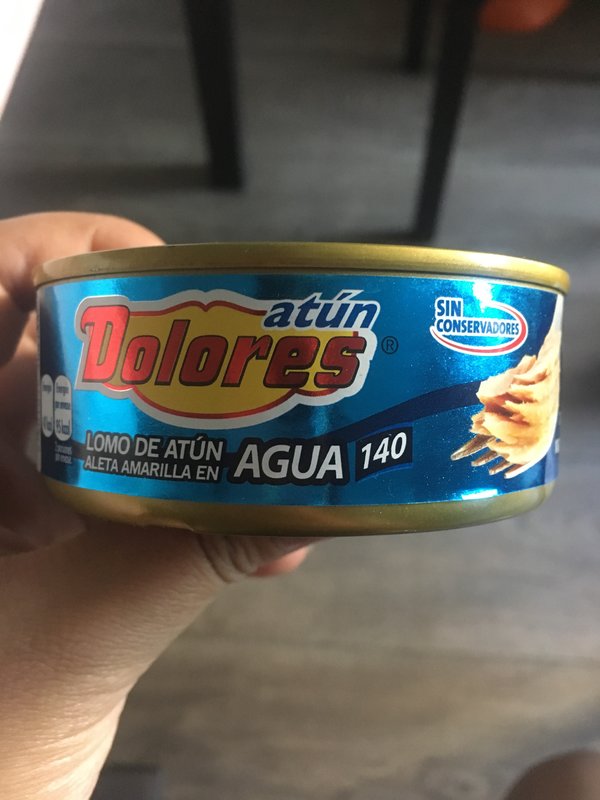 atún
Dolores®
SIN
CONSERVADORES
LOMO DE ATÚN
ALETA AMARILLA EN
AGUA 140